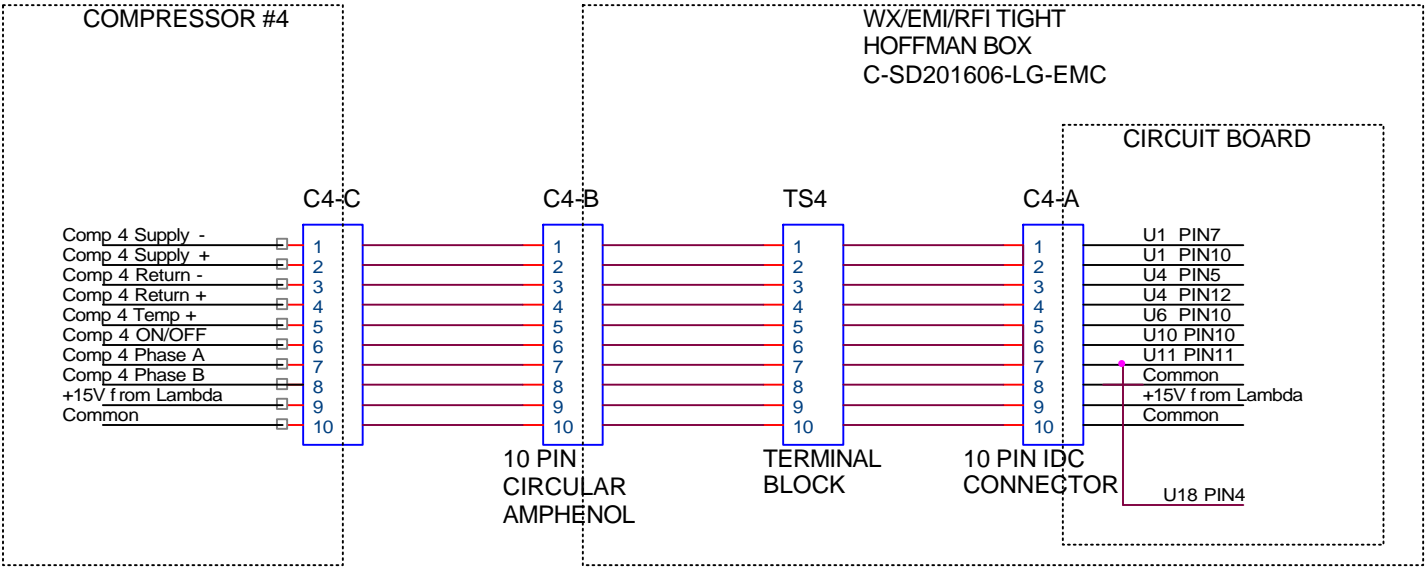 COMPRESSOR #4
WX/EMI/RFI TIGHT
HOFFMAN BOX
C-SD201606-LG-EMC
CIRCUIT BOARD
C4-C
C4-B
TS4
C4-A
Comp 4 Supply -
Comp 4 Supply +
Comp 4 Return -
Comp 4 Return +
Comp 4 Temp +
Comp 4 ON/OFF
Comp 4 Phase A
Comp 4 Phase B
+15V from Lambda
Common
1
2
3
4
5
6
7
8
9
10
1
2
3
4
5
6
7
8
9
10
1
2
3
4
5
6
7
8
9
10
1
2
3
4
5
6
7
8
9
10
U1 PIN7
U1 PIN10
U4 PIN5
U4 PIN12
U6 PIN10
U10 PIN10
U11 PIN11
Common
+15V from Lambda
Common
10 PIN
CIRCULAR
AMPHENOL
TERMINAL
BLOCK
10 PIN IDC
CONNECTOR
U18 PIN4